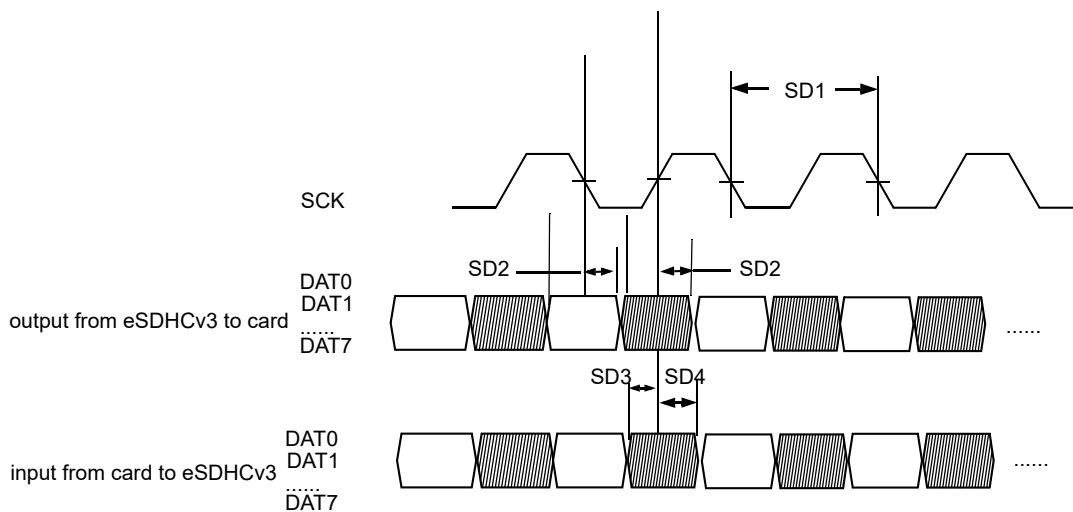 SD1
SCK
SD2
SD2
DAT0
DAT1
output from eSDHCv3 to card
......
......
DAT7
SD3
SD4
DAT0
DAT1
input from card to eSDHCv3
......
......
DAT7